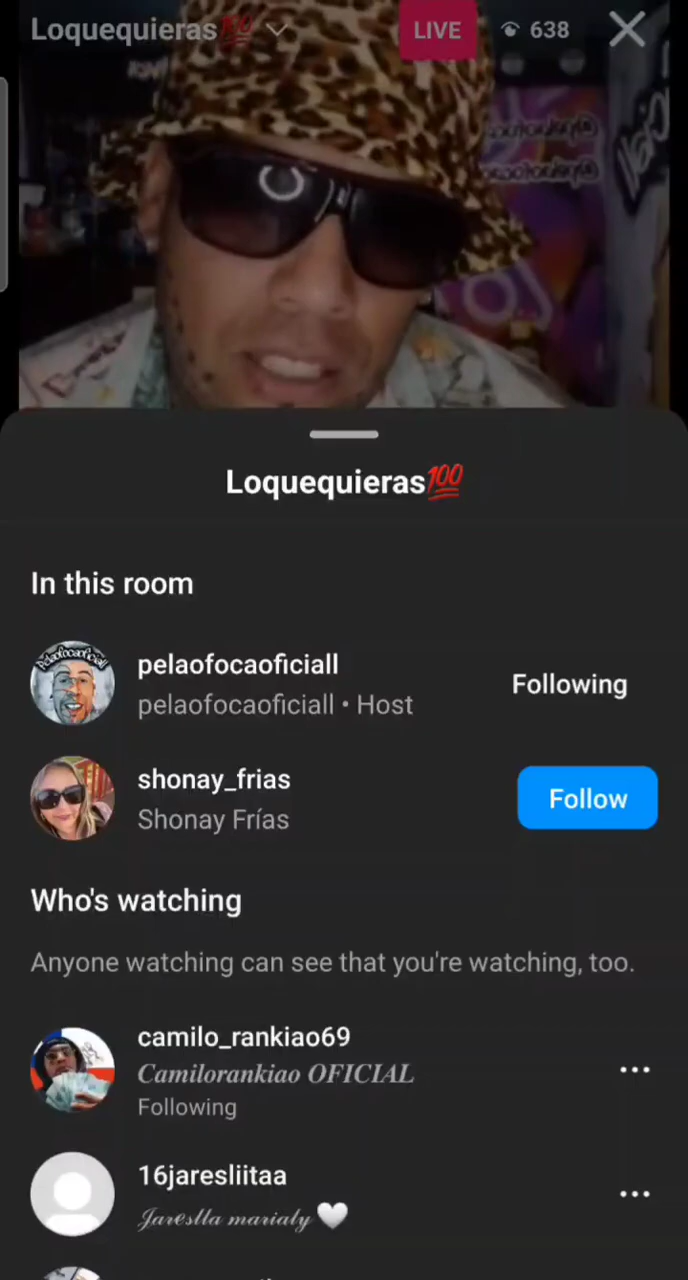 Loquequieras💯
LIVE
638
Loquequieras💯
In this room
pelaofocaoficiall
pelaofocaoficiall • Host
Following
shonay_frias
Shonay Frías
Follow
Who's watching
Anyone watching can see that you're watching, too.
camilo_rankiao69
Camilorankiao OFICIAL
Following
16jaresliitaa
Jareslla marialy🤍